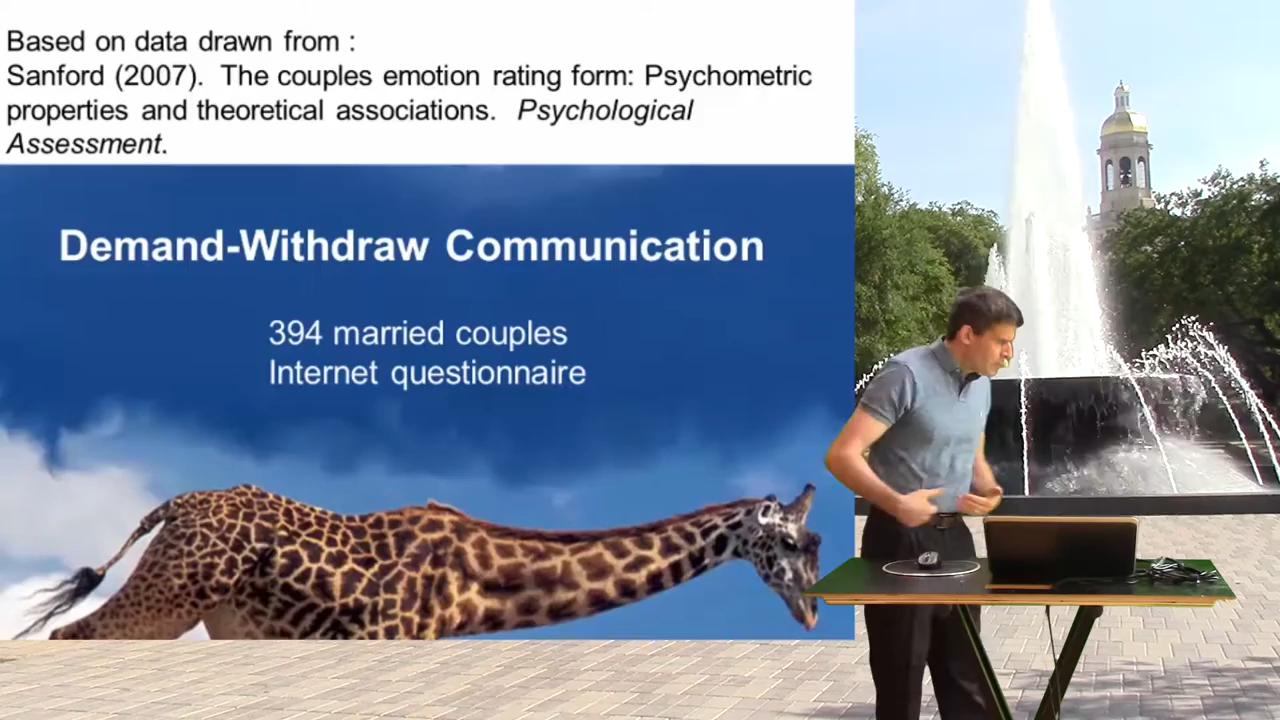 Based on data drawn from :
Sanford (2007). The couples emotion rating form: Psychometric
properties and theoretical associations. Psychological
Assessment.
Demand-Withdraw Communication
394 married couples
Internet questionnaire